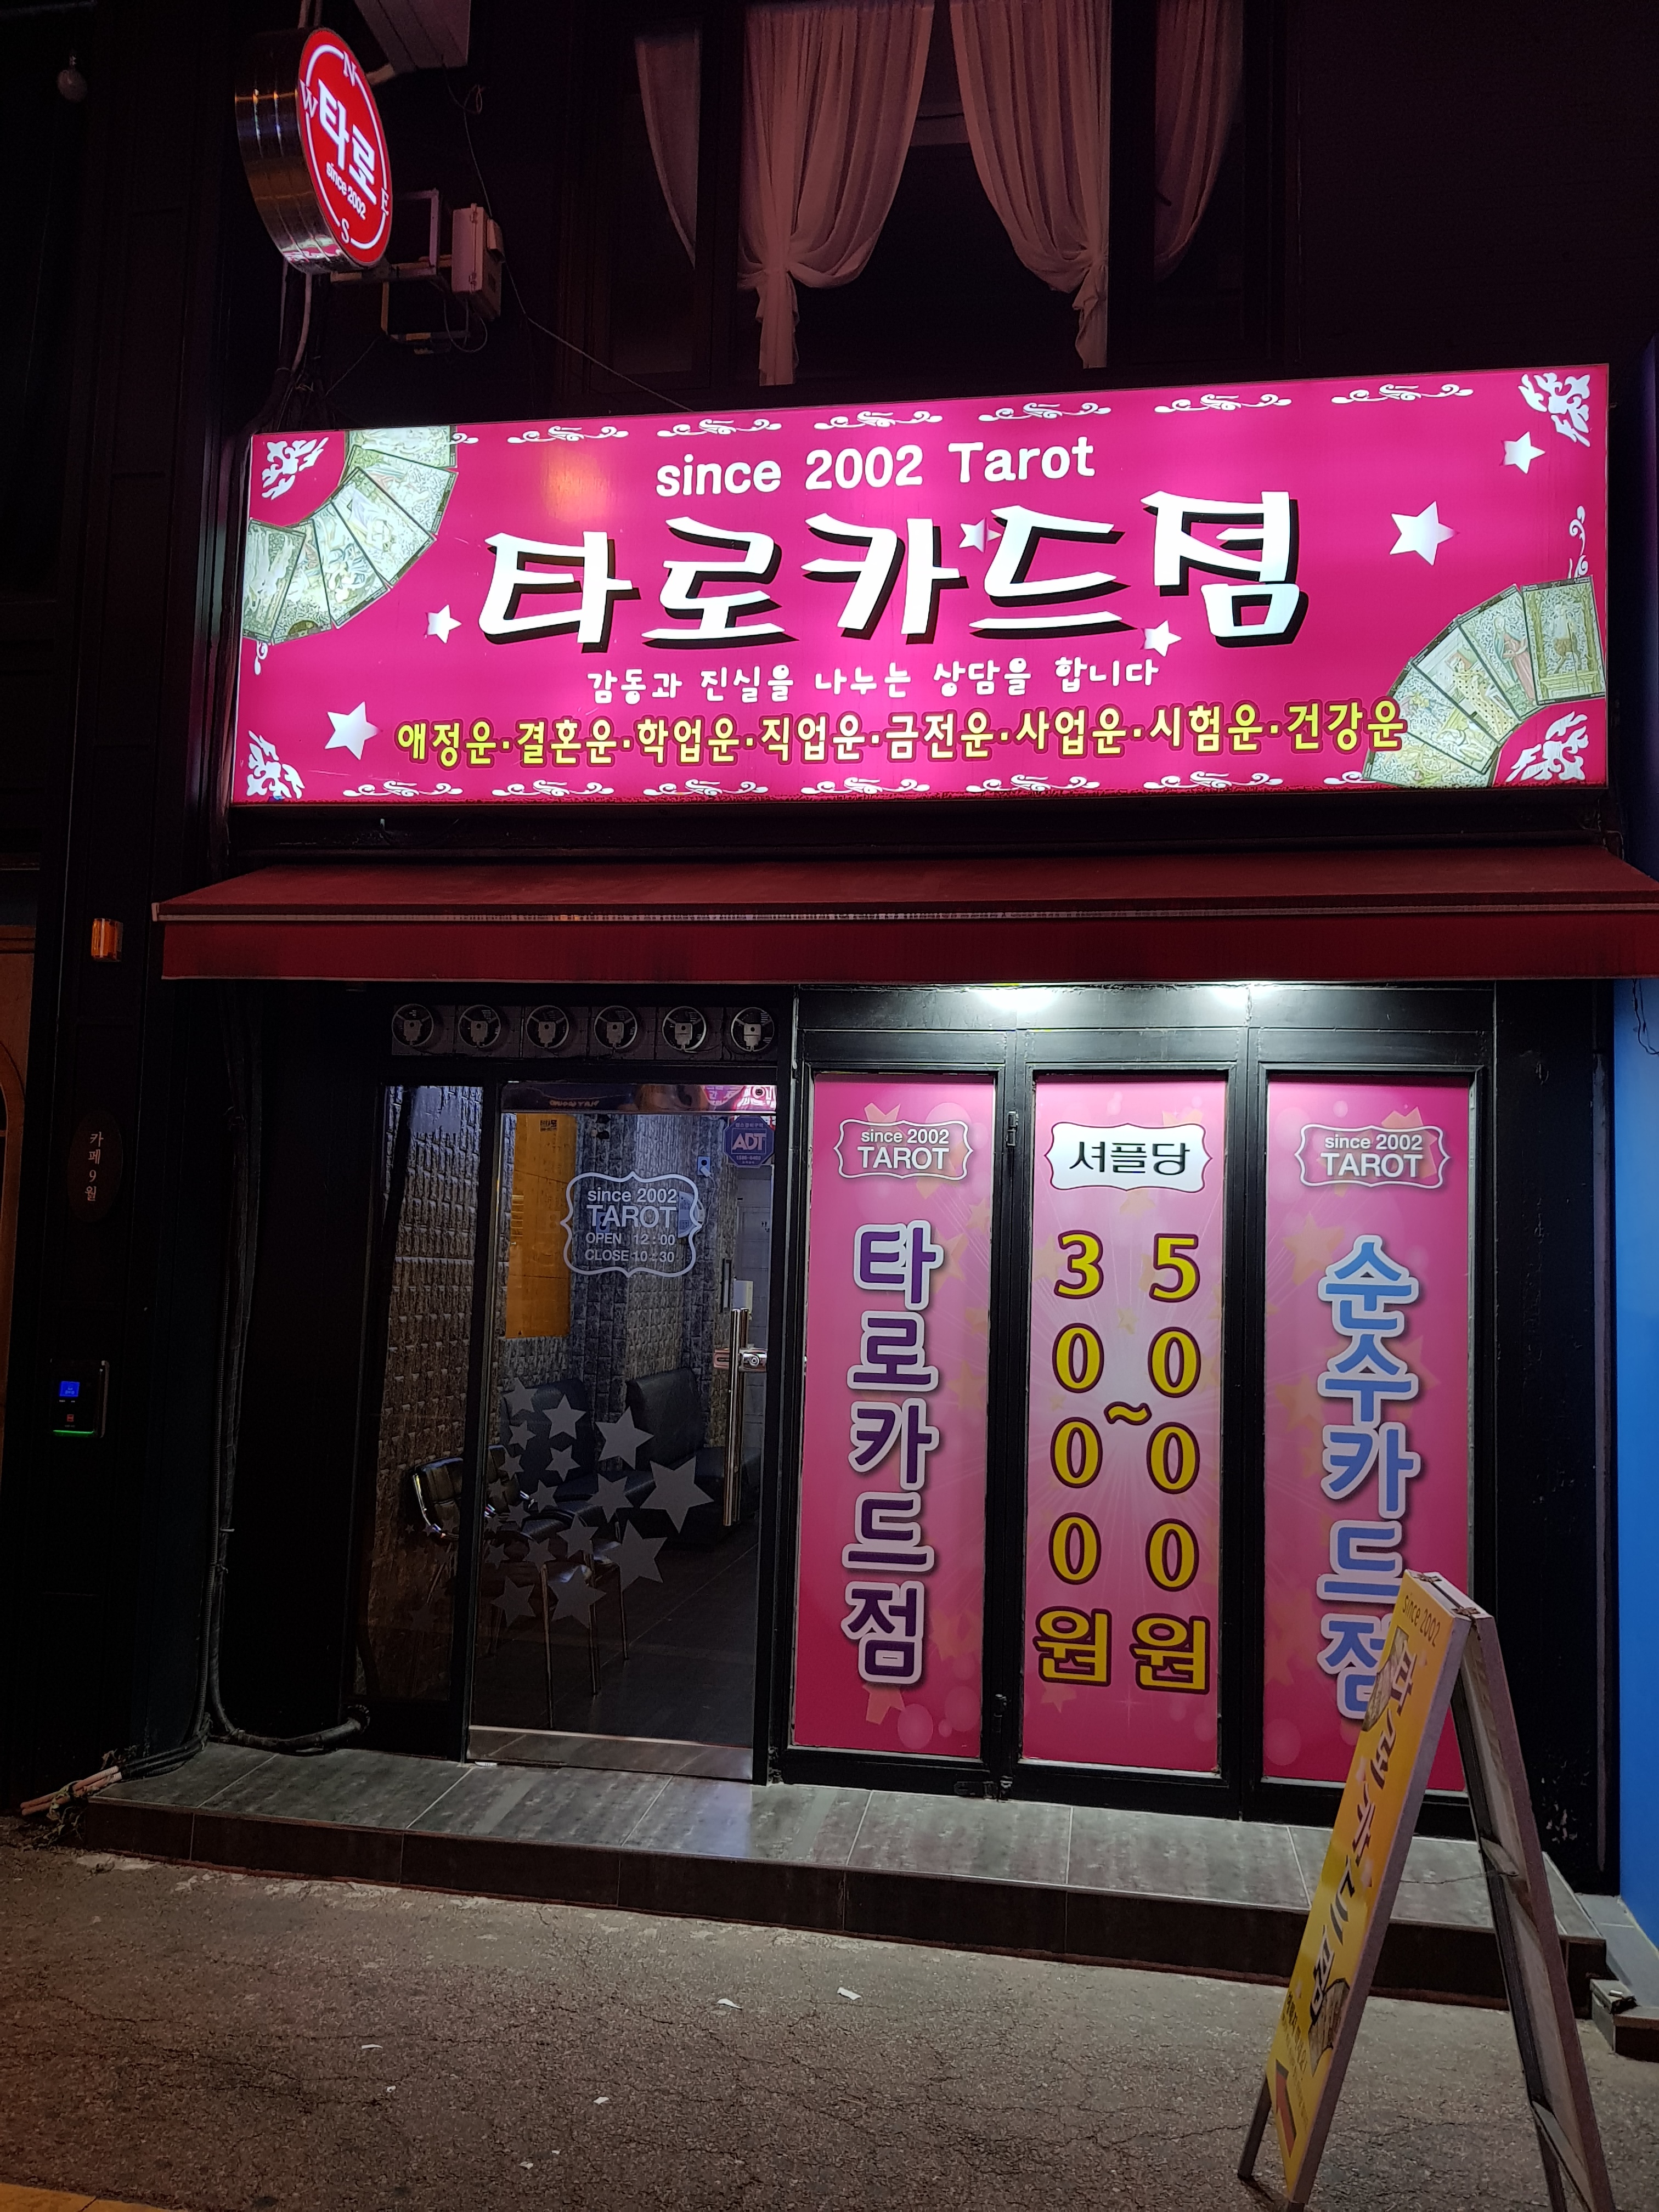 N
W
타로
E
since 2002
S
since 2002 Tarot
타로카드점
감동과 진실을 나누는 상담을 합니다
애정운·결혼운·학업운·직업운·금전운·사업운·시험운·건강운
카페9월
ADT
since 2002
TAROT
OPEN 12:00
CLOSE 10:30
since 2002
TAROT
타로카드점
셔플당
3000원
~
5000원
since 2002
TAROT
순수카드점
since 2002